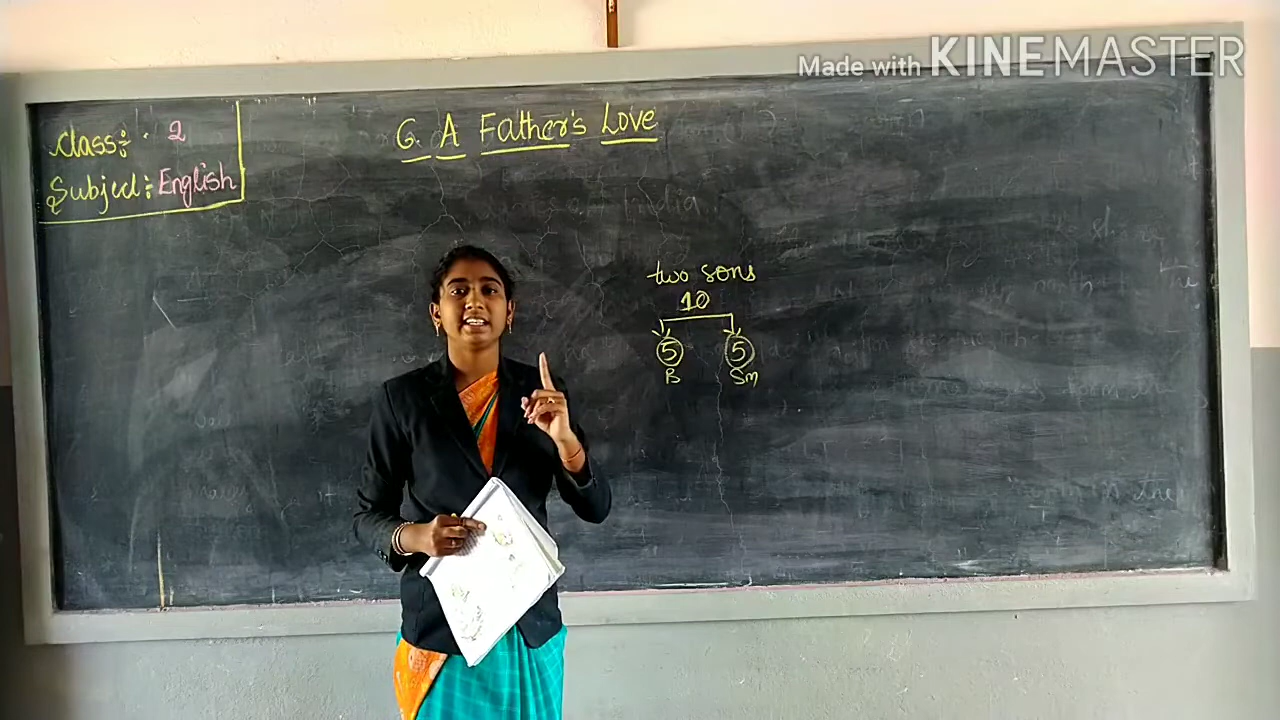 Made with KINEMASTER
Class: 2
Subject: English
6. A Father's Love
two sons
10
5 5
B Sm